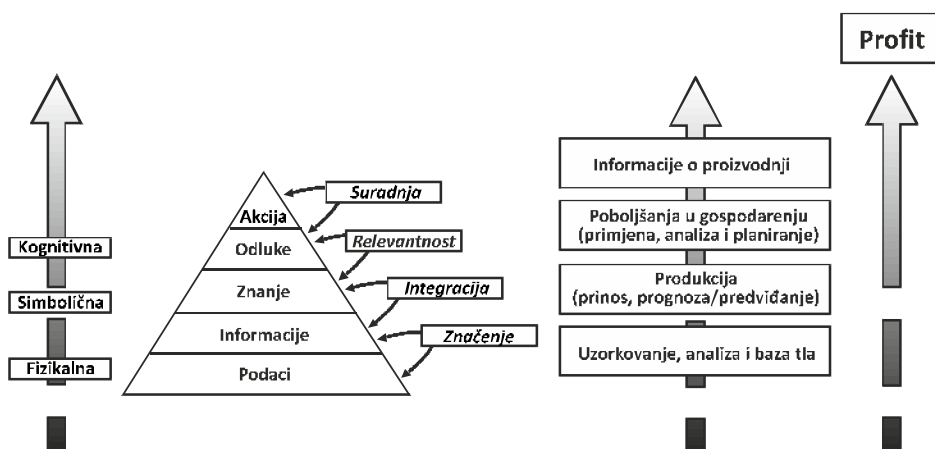 Profit
Kognitivna
Simbolična
Fizikalna
Akcija
Odluke
Znanje
Informacije
Podaci
Suradnja
Relevantnost
Integracija
Značenje
Informacije o proizvodnji
Poboljšanja u gospodarenju
(primjena, analiza i planiranje)
Produkcija
(prinos, prognoza/predviđanje)
Uzorkovanje, analiza i baza tla